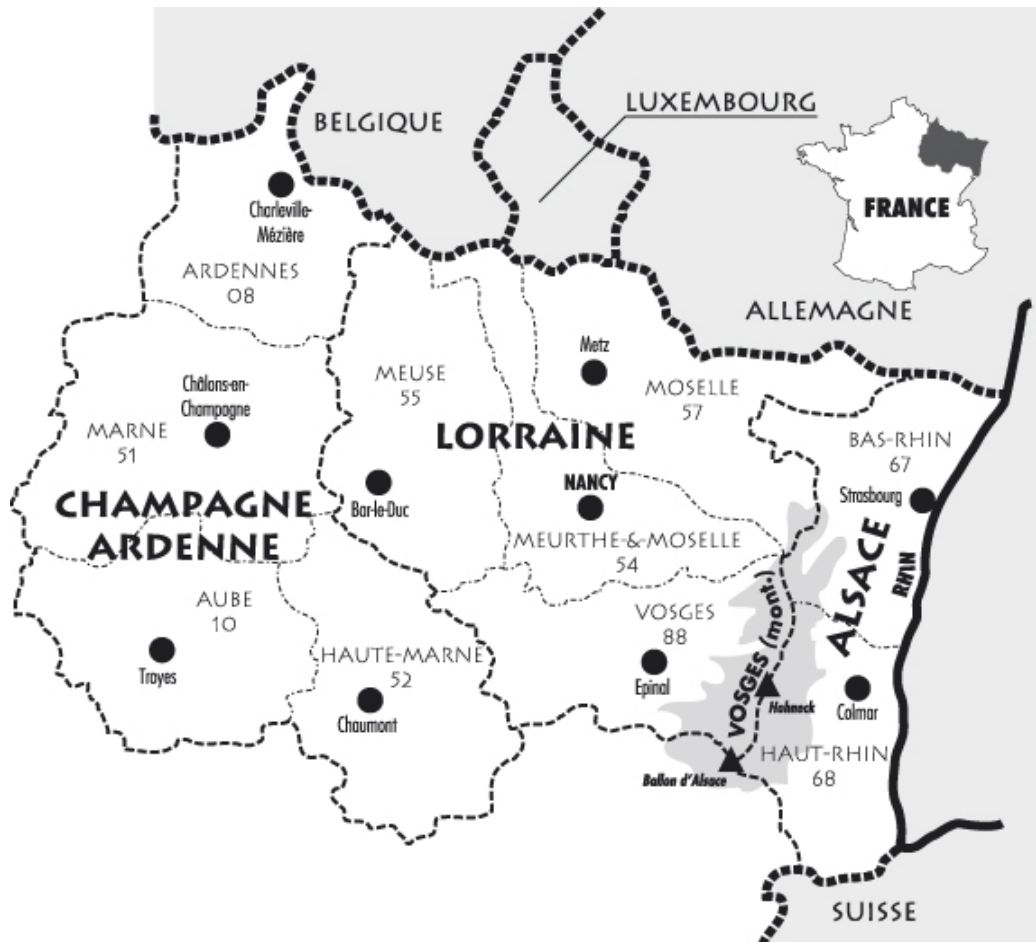 BELGIQUE
LUXEMBOURG
FRANCE
ALLEMAGNE
Charleville-
Mézière
ARDENNES
08
Châlons-en-
Champagne
MARNE
51
CHAMPAGNE
ARDENNE
AUBE
10
Troyes
HAUTE-MARNE
52
Chaumont
MEUSE
55
Bar-le-Duc
LORRAINE
Metz
MOSELLE
57
NANCY
MEURTHE-&-MOSELLE
54
VOSGES
88
Epinal
VOSGES (mont.)
Hohneck
Ballon d'Alsace
BAS-RHIN
67
Strasbourg
ALSACE
RHIN
Colmar
HAUT-RHIN
68
SUISSE